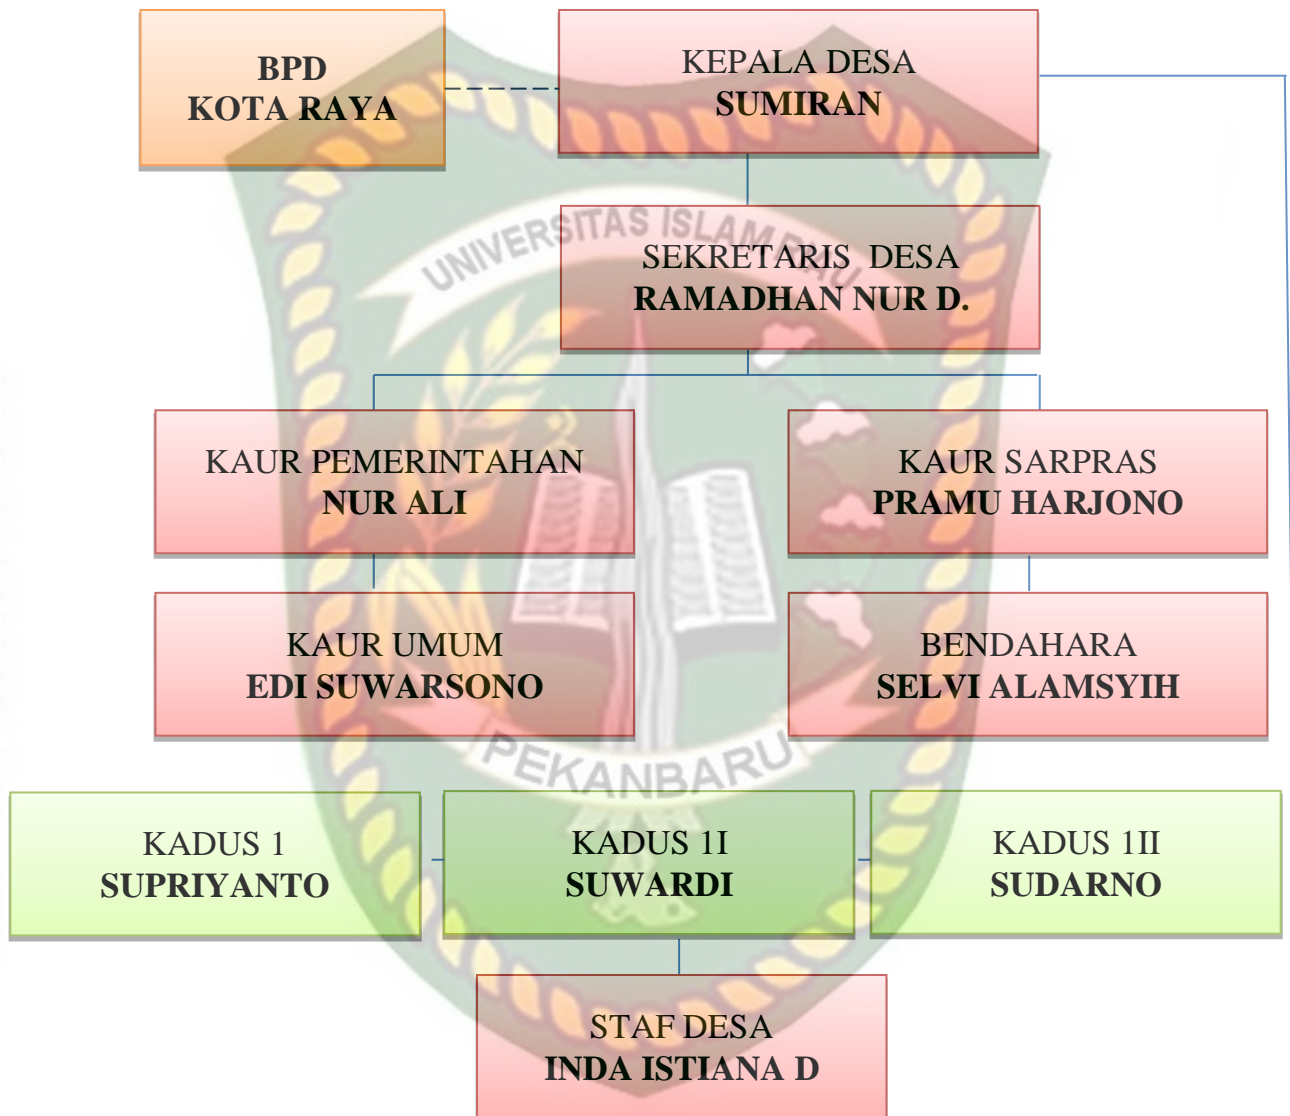 BPD
KOTA RAYA
KEPALA DESA
SUMIRAN
UNIVERSITAS ISLAM RIAU
SEKRETARIS DESA
RAMADHAN NUR D.
KAUR PEMERINTAHAN
NUR ALI
KAUR SARPRAS
PRAMU HARJONO
KAUR UMUM
EDI SUWARSONO
BENDAHARA
SELVI ALAMSYIH
PEKANBARU
KADUS 1
SUPRIYANTO
KADUS 1I
SUWARDI
KADUS 1II
SUDARNO
STAF DESA
INDA ISTIANA D